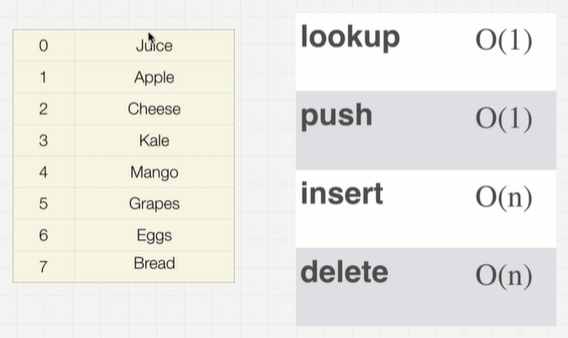 0 Juice
1 Apple
2 Cheese
3 Kale
4 Mango
5 Grapes
6 Eggs
7 Bread
lookup O(1)
push O(1)
insert O(n)
delete O(n)